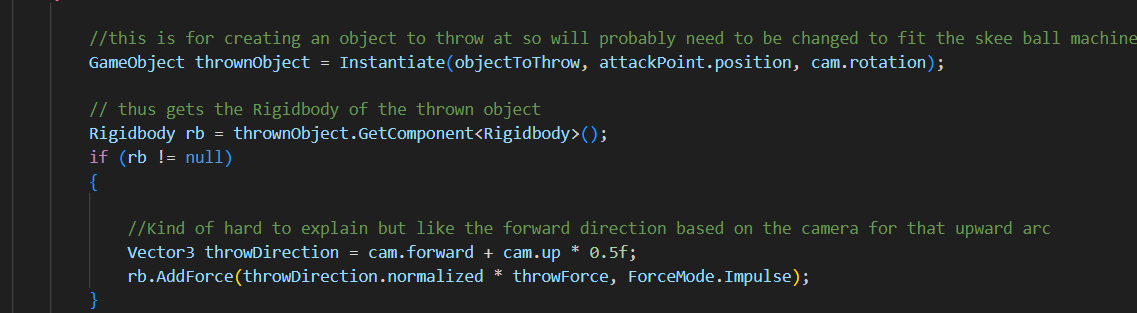 //this is for creating an object to throw at so will probably need to be changed to fit the skee ball machine
GameObject thrownObject = Instantiate(objectToThrow, attackPoint.position, cam.rotation);
// thus gets the Rigidbody of the thrown object
Rigidbody rb = thrownObject.GetComponent<Rigidbody>();
if (rb != null)
{
//Kind of hard to explain but like the forward direction based on the camera for that upward arc
Vector3 throwDirection = cam.forward + cam.up * 0.5f;
rb.AddForce(throwDirection.normalized * throwForce, ForceMode.Impulse);
}